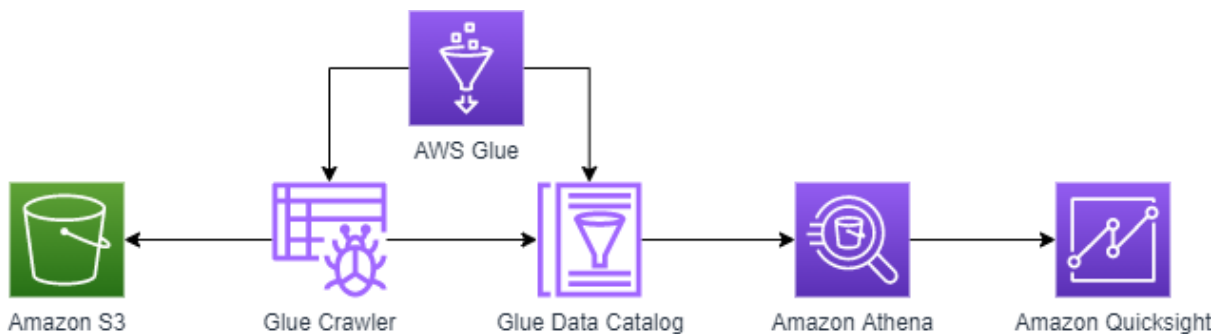 AWS Glue
Amazon S3
Glue Crawler
Glue Data Catalog
Amazon Athena
Amazon Quicksight